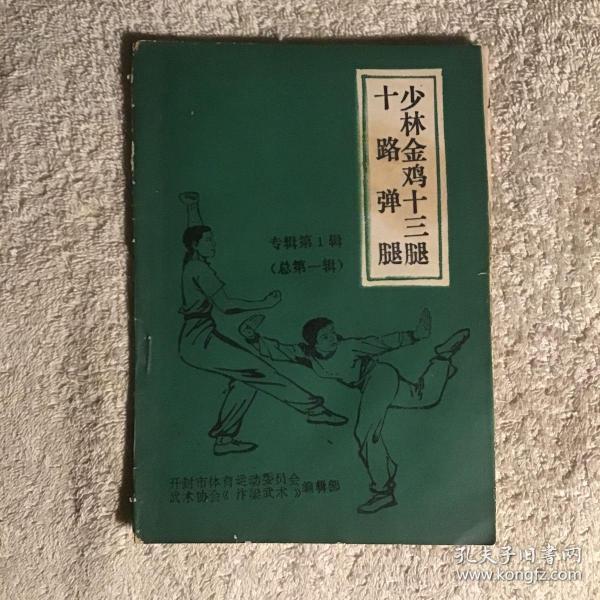 少林金鸡十三腿
十路弹腿
专辑第1辑
（总第一辑）
开封市体育运动委员会
武术协会《汴梁武术》编辑部
孔夫子旧书网
www.kongfz.com